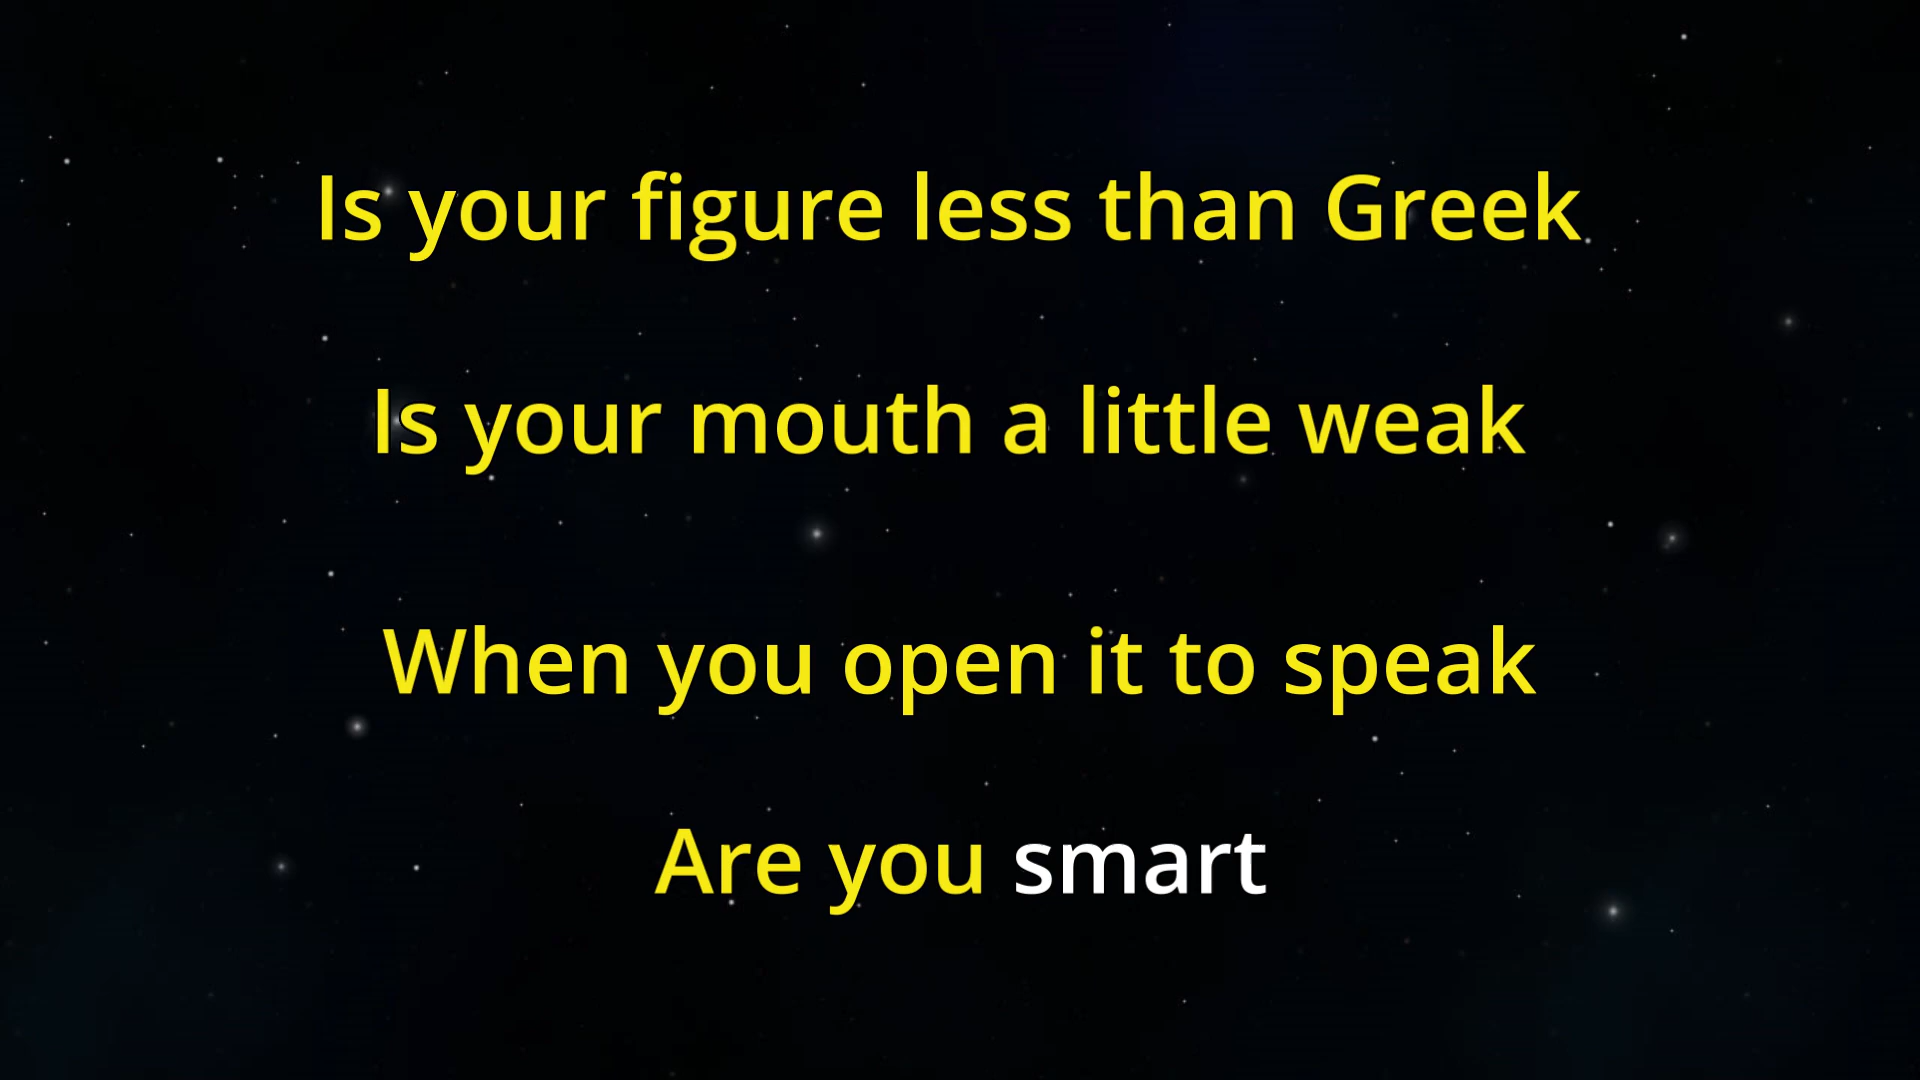 Is your figure less than Greek
Is your mouth a little weak
When you open it to speak
Are you smart